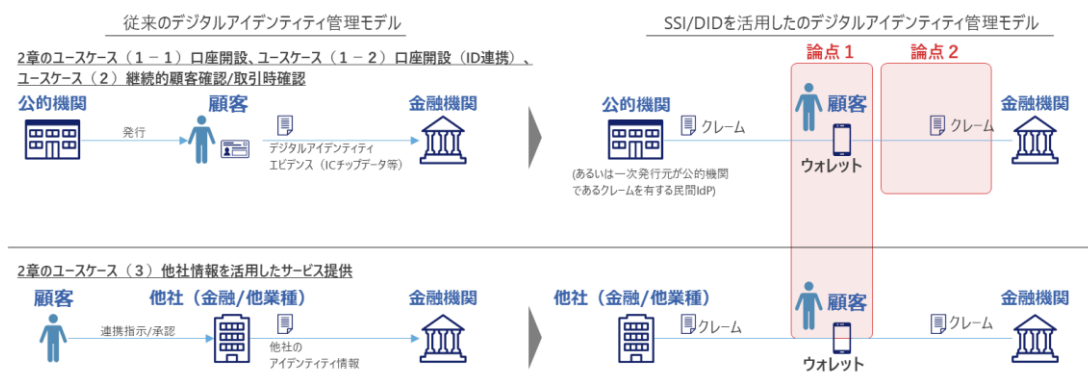 従来のデジタルアイデンティティ管理モデル
SSI/DIDを活用したのデジタルアイデンティティ管理モデル
2章のユースケース（1－1）口座開設、ユースケース（1－2）口座開設（ID連携）、
ユースケース（2）継続的顧客確認/取引時確認
論点1
論点2
公的機関
顧客
金融機関
発行
デジタルアイデンティティ
エビデンス（ICチップデータ等）
公的機関
クレーム
顧客
クレーム
金融機関
ウォレット
(あるいは一次発行元が公的機関
であるクレームを有する民間IdP)
2章のユースケース（3）他社情報を活用したサービス提供
顧客
他社（金融/他業種）
金融機関
連携指示/承認
他社の
アイデンティティ情報
他社（金融/他業種）
クレーム
顧客
クレーム
金融機関
ウォレット